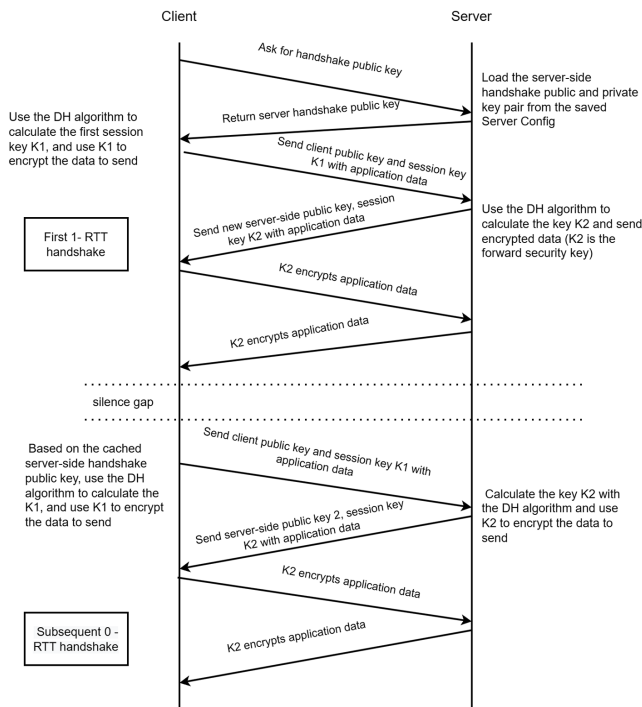 Client
Server
Ask for handshake public key
Load the server-side
handshake public and private
key pair from the saved
Server Config
Return server handshake public key
Use the DH algorithm to
calculate the first session
key K1, and use K1 to
encrypt the data to send
Send client public key and session key
K1 with application data
Send new server-side public key, session
key K2 with application data
Use the DH algorithm to
calculate the key K2 and send
encrypted data (K2 is the
forward security key)
First 1- RTT
handshake
K2 encrypts application data
K2 encrypts application data
silence gap
Based on the cached
server-side handshake
public key, use the DH
algorithm to calculate the
K1, and use K1 to encrypt
the data to send
Send client public key and session key K1 with
application data
Calculate the key K2 with
the DH algorithm and use
K2 to encrypt the data to
send
Send server-side public key 2, session key
K2 with application data
K2 encrypts application data
Subsequent 0 -
RTT handshake
K2 encrypts application data